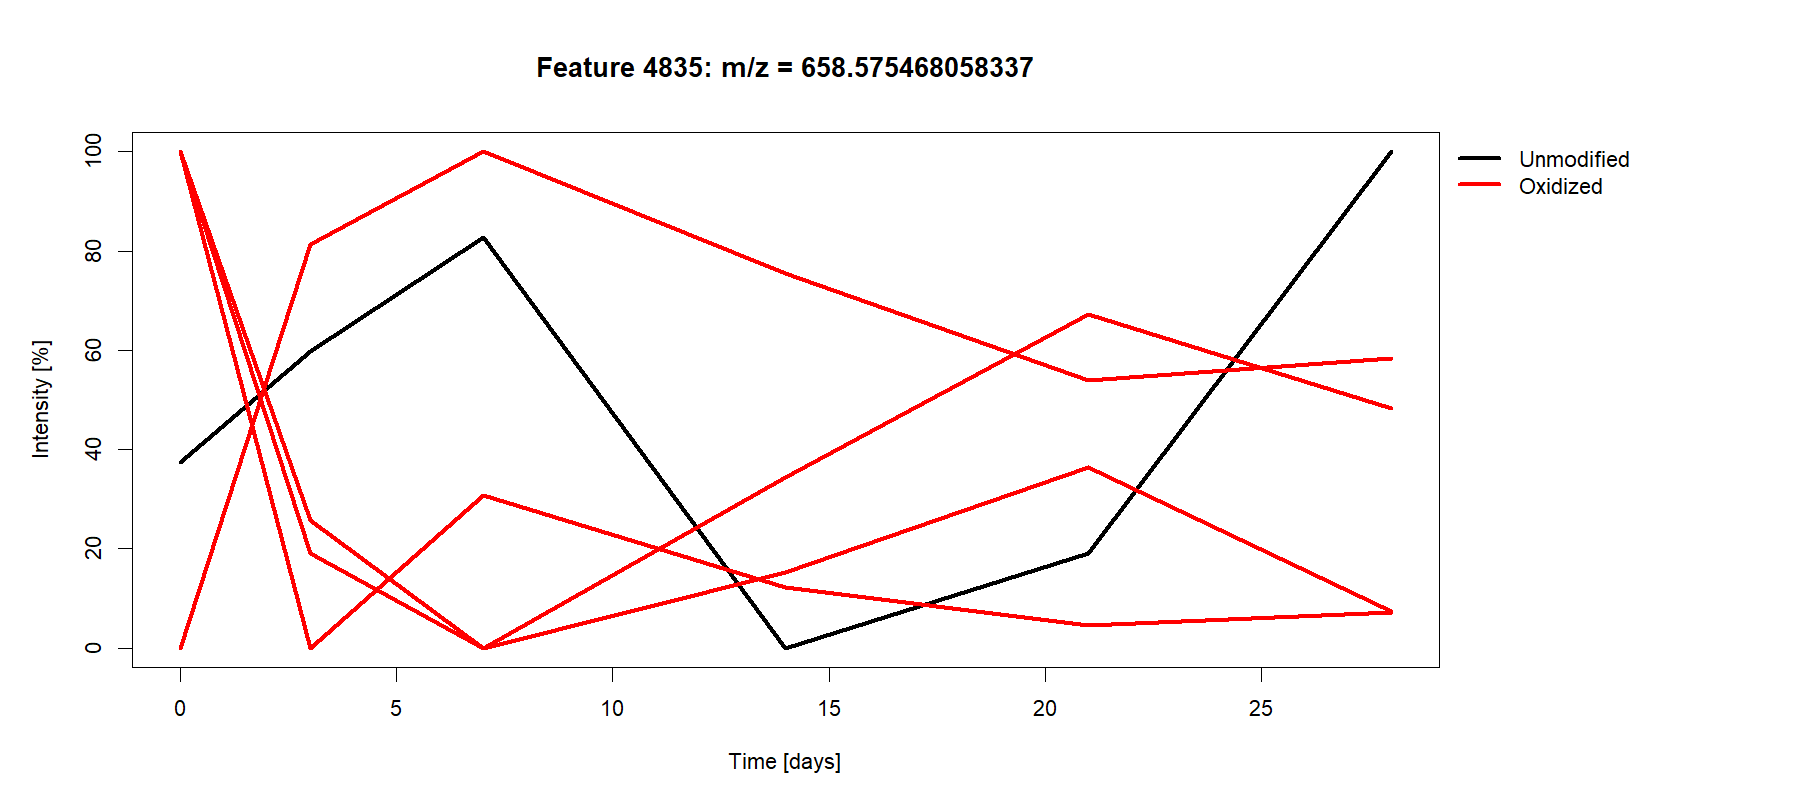 Feature 4835: m/z = 658.575468058337
Unmodified
Oxidized
Intensity [%]
100
80
60
40
20
0
0 5 10 15 20 25
Time [days]